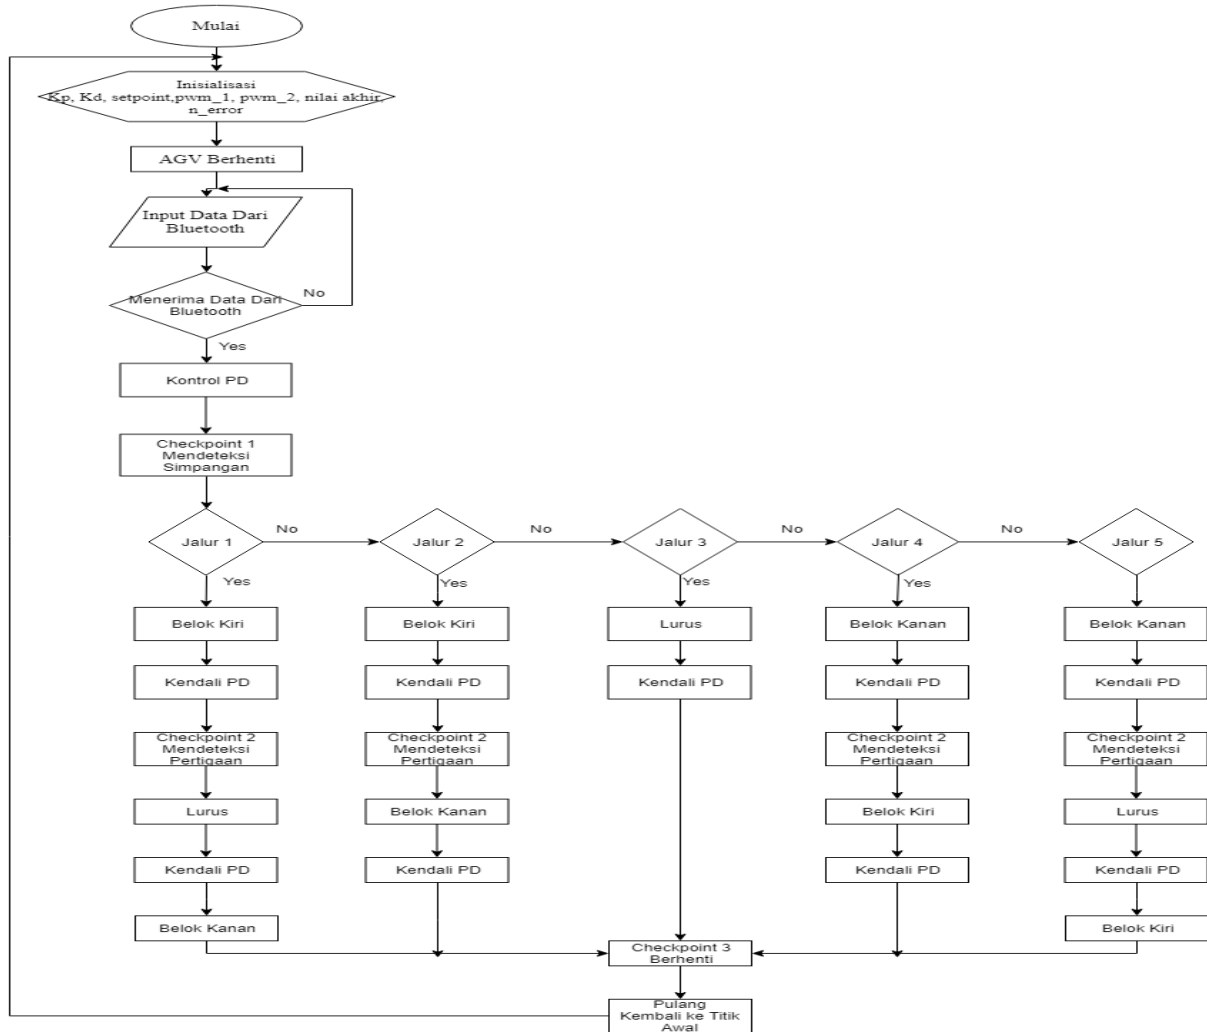 Mulai
Inisialisasi
Kp, Kd, setpoint,pwm_1, pwm_2, nilai akhir,
n_error
AGV Berhenti
Input Data Dari
Bluetooth
Menerima Data Dari
Bluetooth
No
Yes
Kontrol PD
Checkpoint 1
Mendeteksi
Simpangan
Jalur 1
No
Jalur 2
No
Jalur 3
No
Jalur 4
No
Jalur 5
Yes
Yes
Yes
Yes
Belok Kiri
Belok Kiri
Lurus
Belok Kanan
Belok Kanan
Kendali PD
Kendali PD
Kendali PD
Kendali PD
Kendali PD
Checkpoint 2
Mendeteksi
Pertigaan
Checkpoint 2
Mendeteksi
Pertigaan
Checkpoint 2
Mendeteksi
Pertigaan
Checkpoint 2
Mendeteksi
Pertigaan
Lurus
Belok Kanan
Belok Kiri
Lurus
Kendali PD
Kendali PD
Kendali PD
Kendali PD
Belok Kanan
Belok Kiri
Checkpoint 3
Berhenti
Pulang
Kembali ke Titik
Awal